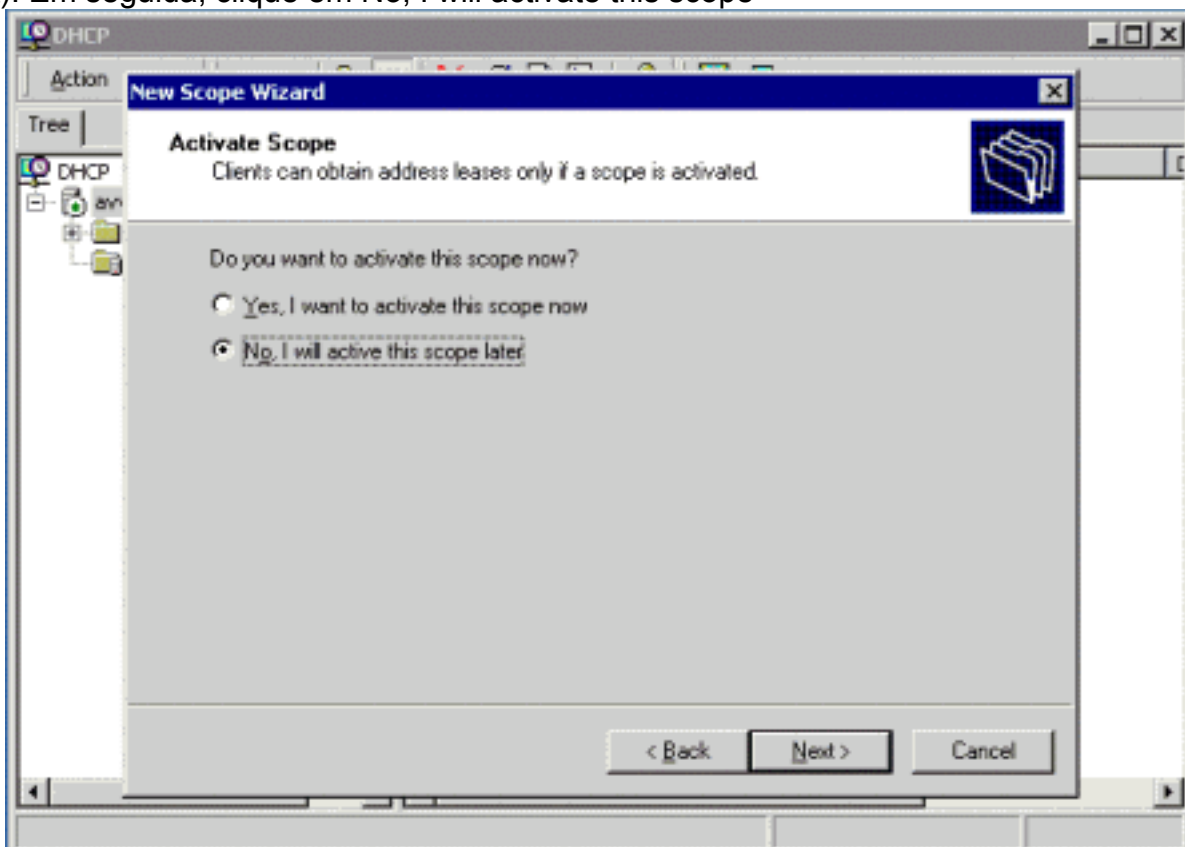 ). Em seguida, clique em No, I will activate this scope
DHCP
Action
New Scope Wizard
Tree
Activate Scope
Clients can obtain address leases only if a scope is activated.
DHCP
Do you want to activate this scope now?
Yes, I want to activate this scope now
No, I will active this scope later
< Back
Next >
Cancel